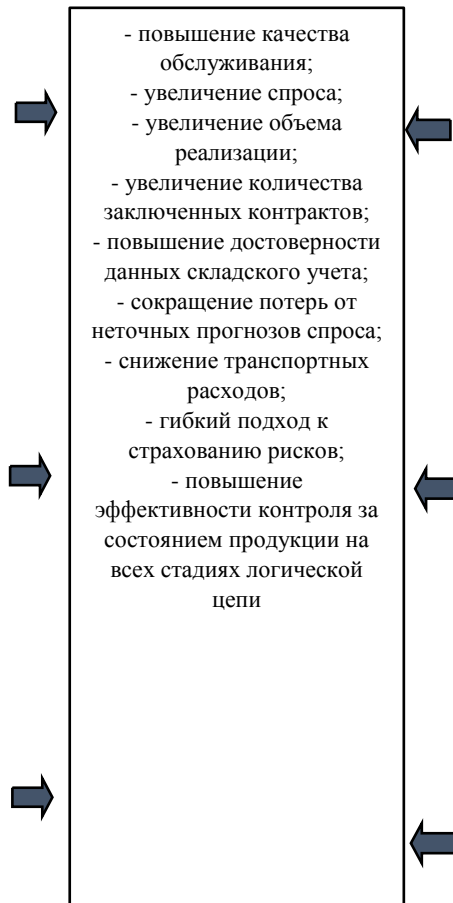 - повышение качества
обслуживания;
- увеличение спроса;
- увеличение объема
реализации;
- увеличение количества
заключенных контрактов;
- повышение достоверности
данных складского учета;
- сокращение потерь от
неточных прогнозов спроса;
- снижение транспортных
расходов;
- гибкий подход к
страхованию рисков;
- повышение
эффективности контроля за
состоянием продукции на
всех стадиях логической
цепи